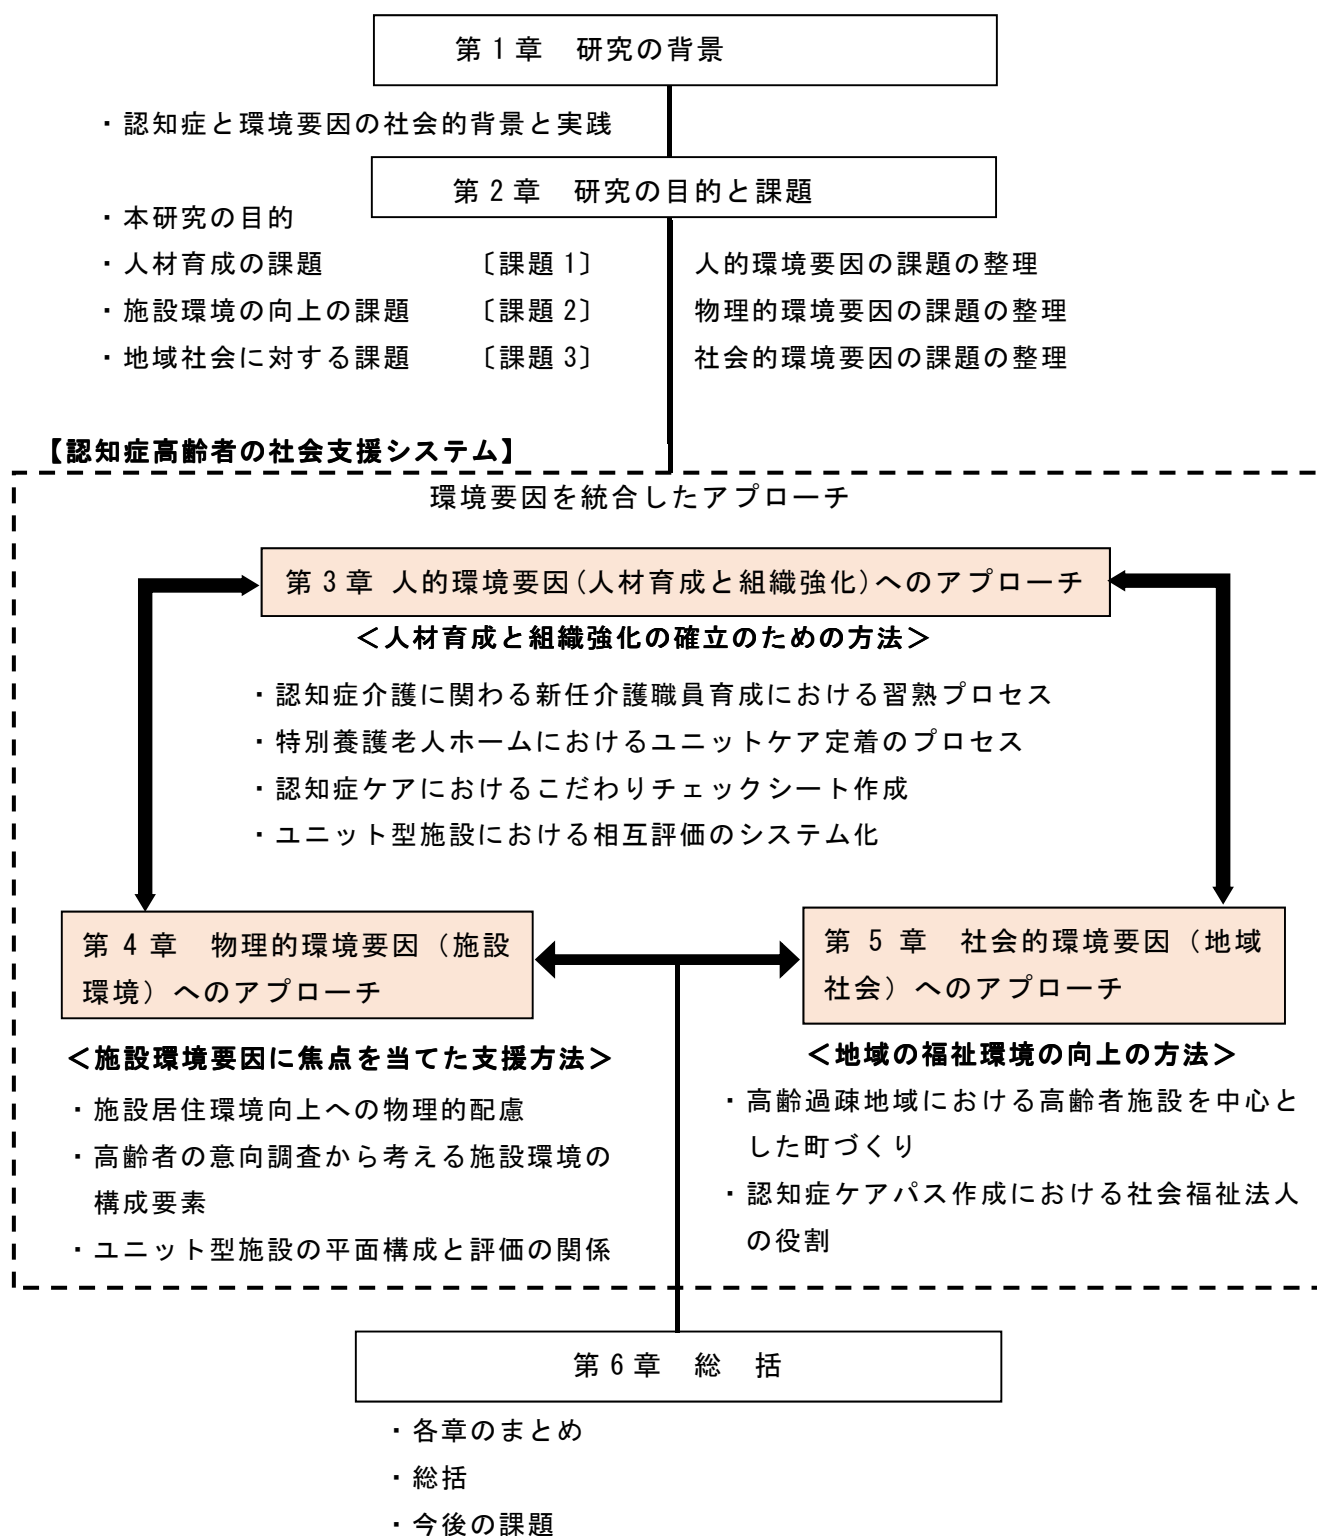 第1章　研究の背景
・認知症と環境要因の社会的背景と実践
第2章　研究の目的と課題
・本研究の目的
・人材育成の課題　〔課題1〕　人的環境要因の課題の整理
・施設環境の向上の課題　〔課題2〕　物理的環境要因の課題の整理
・地域社会に対する課題　〔課題3〕　社会的環境要因の課題の整理
【認知症高齢者の社会支援システム】
環境要因を統合したアプローチ
第3章 人的環境要因(人材育成と組織強化)へのアプローチ
＜人材育成と組織強化の確立のための方法＞
・認知症介護に関わる新任介護職員育成における習熟プロセス
・特別養護老人ホームにおけるユニットケア定着のプロセス
・認知症ケアにおけるこだわりチェックシート作成
・ユニット型施設における相互評価のシステム化
第4章　物理的環境要因（施設
環境）へのアプローチ
＜施設環境要因に焦点を当てた支援方法＞
・施設居住環境向上への物理的配慮
・高齢者の意向調査から考える施設環境の
構成要素
・ユニット型施設の平面構成と評価の関係
第5章　社会的環境要因（地域
社会）へのアプローチ
＜地域の福祉環境の向上の方法＞
・高齢過疎地域における高齢者施設を中心と
した町づくり
・認知症ケアパス作成における社会福祉法人
の役割
第6章　総　括
・各章のまとめ
・総括
・今後の課題